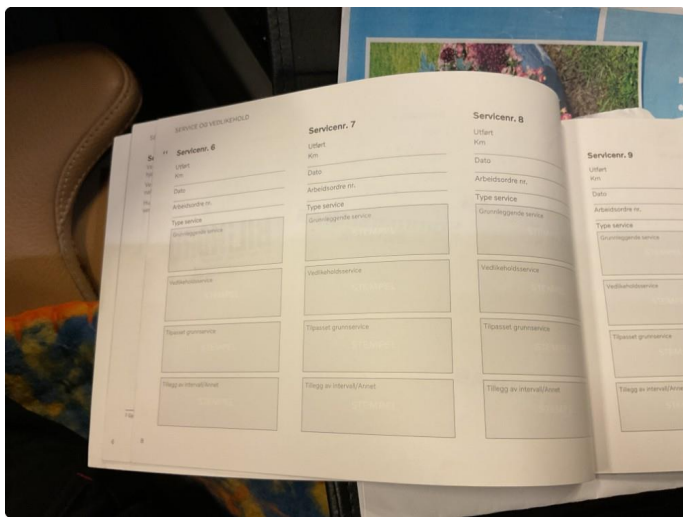 SERVICE OG VEDLIKEHOLD
Servicenr. 6
Utført
Km
Dato
Arbeidsordre nr.
Type service
Grunnleggende service
Vedlikeholdsservice
Tilpasset grunnservice
Tillegg av intervall/Annet
Servicenr. 7
Utført
Km
Dato
Arbeidsordre nr.
Type service
Grunnleggende service
Vedlikeholdsservice
Tilpasset grunnservice
Tillegg av intervall/Annet
Servicenr. 8
Utført
Km
Dato
Arbeidsordre nr.
Type service
Grunnleggende service
Vedlikeholdsservice
Tilpasset grunnservice
Tillegg av intervall/Annet
Servicenr. 9
Utført
Km
Dato
Arbeidsordre nr.
Type service
Grunnleggende service
Vedlikeholdsservice
Tilpasset grunnservice
Tillegg av intervall/Annet
4
6